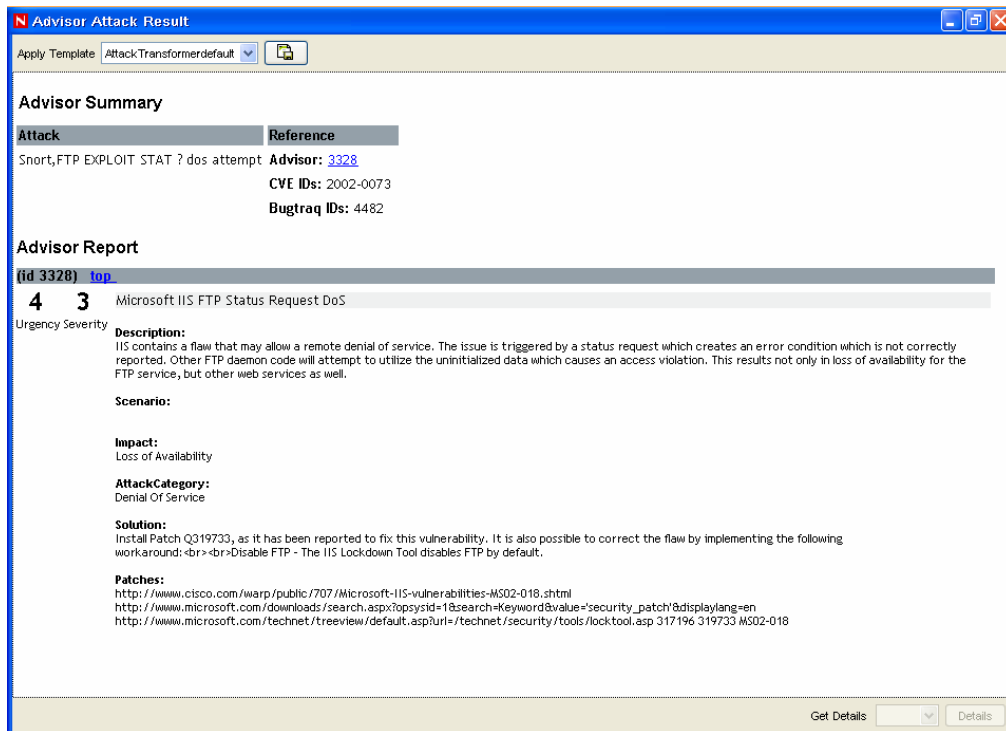 N Advisor Attack Result
Apply Template AttackTransformerdefault
Advisor Summary
Attack Reference
Snort,FTP EXPLOIT STAT ? dos attempt Advisor: 3328
CVE IDs: 2002-0073
Bugtraq IDs: 4482
Advisor Report
(id 3328) top
4 3 Microsoft IIS FTP Status Request DoS
Urgency Severity
Description:
IIS contains a flaw that may allow a remote denial of service. The issue is triggered by a status request which creates an error condition which is not correctly
reported. Other FTP daemon code will attempt to utilize the uninitialized data which causes an access violation. This results not only in loss of availability for the
FTP service, but other web services as well.
Scenario:
Impact:
Loss of Availability
AttackCategory:
Denial Of Service
Solution:
Install Patch Q319733, as it has been reported to fix this vulnerability. It is also possible to correct the flaw by implementing the following
workaround:<br><br>Disable FTP - The IIS Lockdown Tool disables FTP by default.
Patches:
http://www.cisco.com/warp/public/707/Microsoft-IIS-vulnerabilities-MS02-018.shtml
http://www.microsoft.com/downloads/search.aspx?opsysid=1&search=Keyword&value='security_patch'&displaylang=en
http://www.microsoft.com/technet/treeview/default.asp?url=/technet/security/tools/locktool.asp 317196 319733 MS02-018
Get Details Details